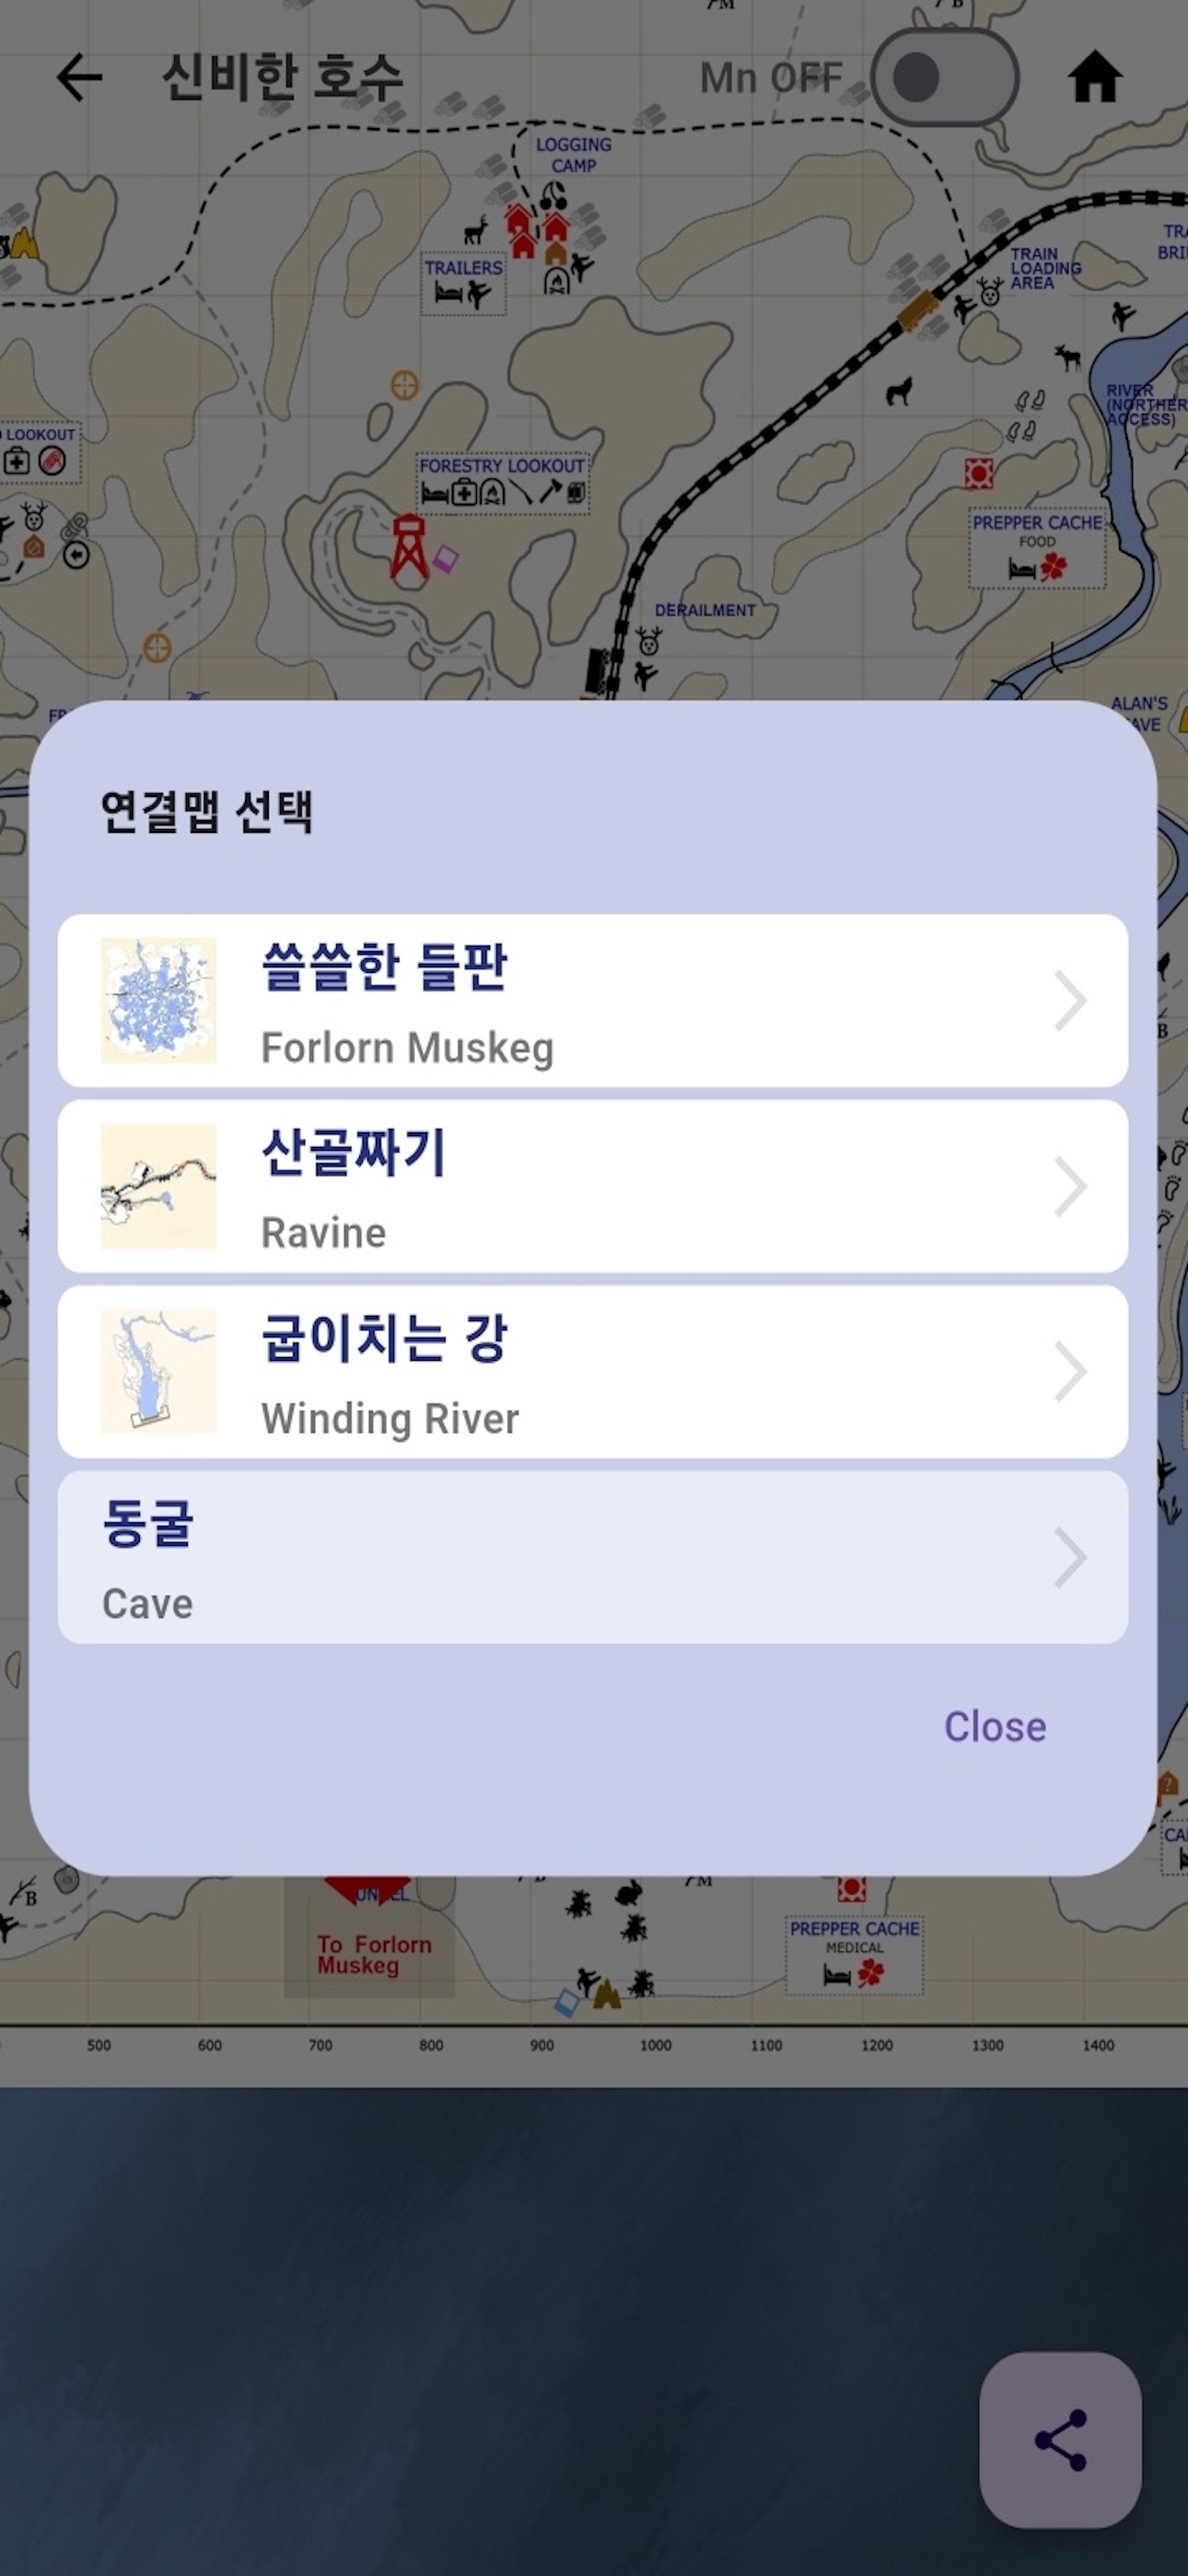 신비한 호수
Mn OFF
LOGGING
CAMP
TRAILERS
TRAIN
LOADING
AREA
LOOKOUT
FORESTRY LOOKOUT
RIVER
ACCESS)
PREPPER CACHE
FOOD
DERAILMENT
ALAN'S
연결맵 선택
쓸쓸한 들판
Forlorn Muskeg
산골짜기
Ravine
굽이치는 강
Winding River
동굴
Cave
Close
B
M
To Forlorn
Muskeg
PREPPER CACHE
MEDICAL
500 600 700 800 900 1000 1100 1200 1300 1400